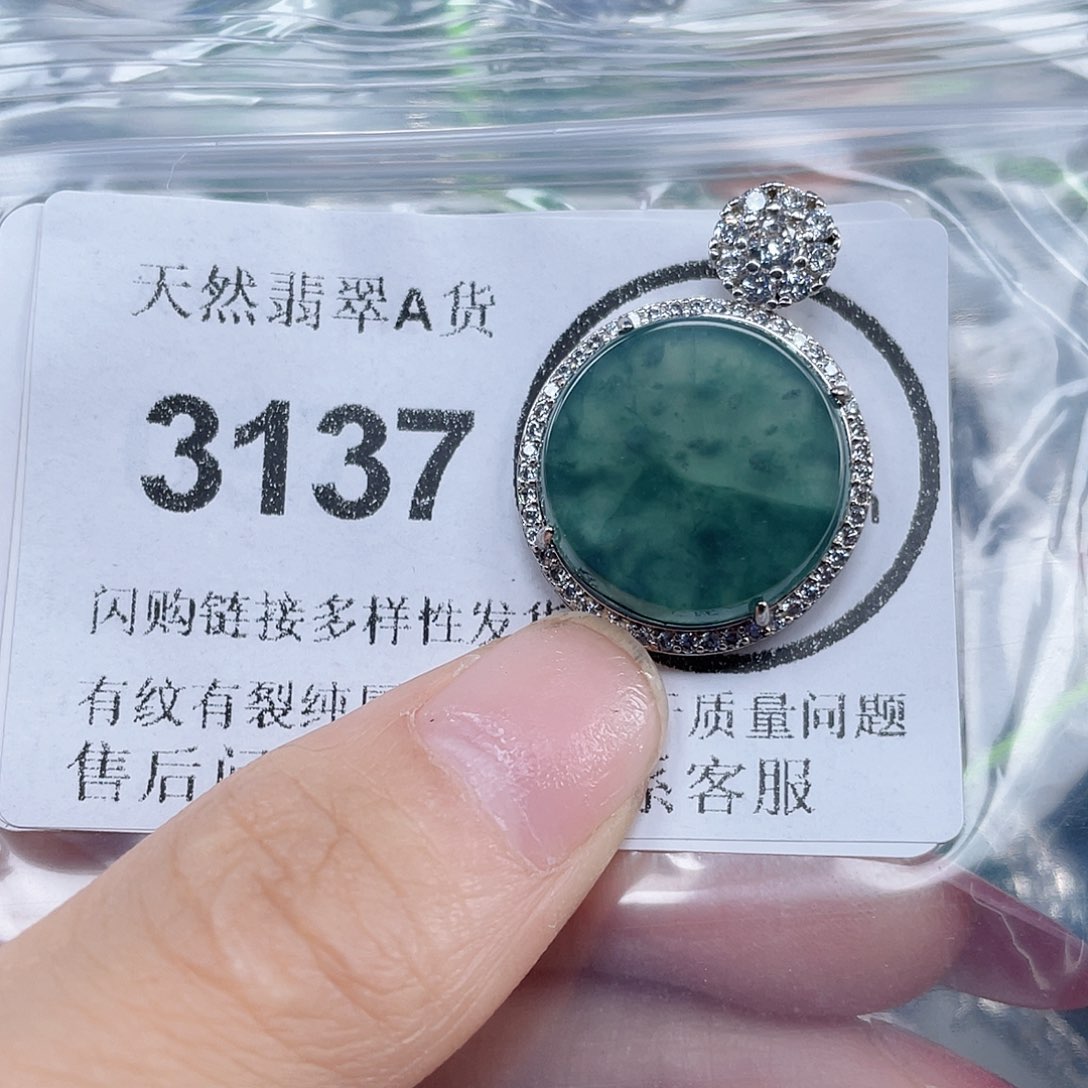 天然翡翠A货
3137
闪购链接多样性发货
有纹有裂纯 质量问题
售后 客服